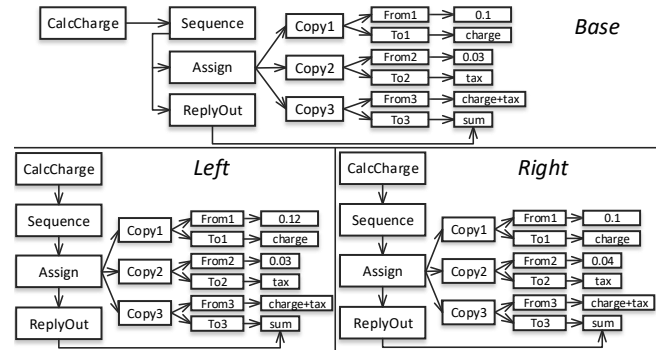 CalcCharge Sequence Copy1 From1 0.1 Base
To1 charge
Assign Copy2 From2 0.03
To2 tax
ReplyOut Copy3 From3 charge+tax
To3 sum
Left
CalcCharge
Sequence Copy1 From1 0.12
To1 charge
Assign Copy2 From2 0.03
To2 tax
ReplyOut Copy3 From3 charge+tax
To3 sum
Right
CalcCharge
Sequence Copy1 From1 0.1
To1 charge
Assign Copy2 From2 0.04
To2 tax
ReplyOut Copy3 From3 charge+tax
To3 sum